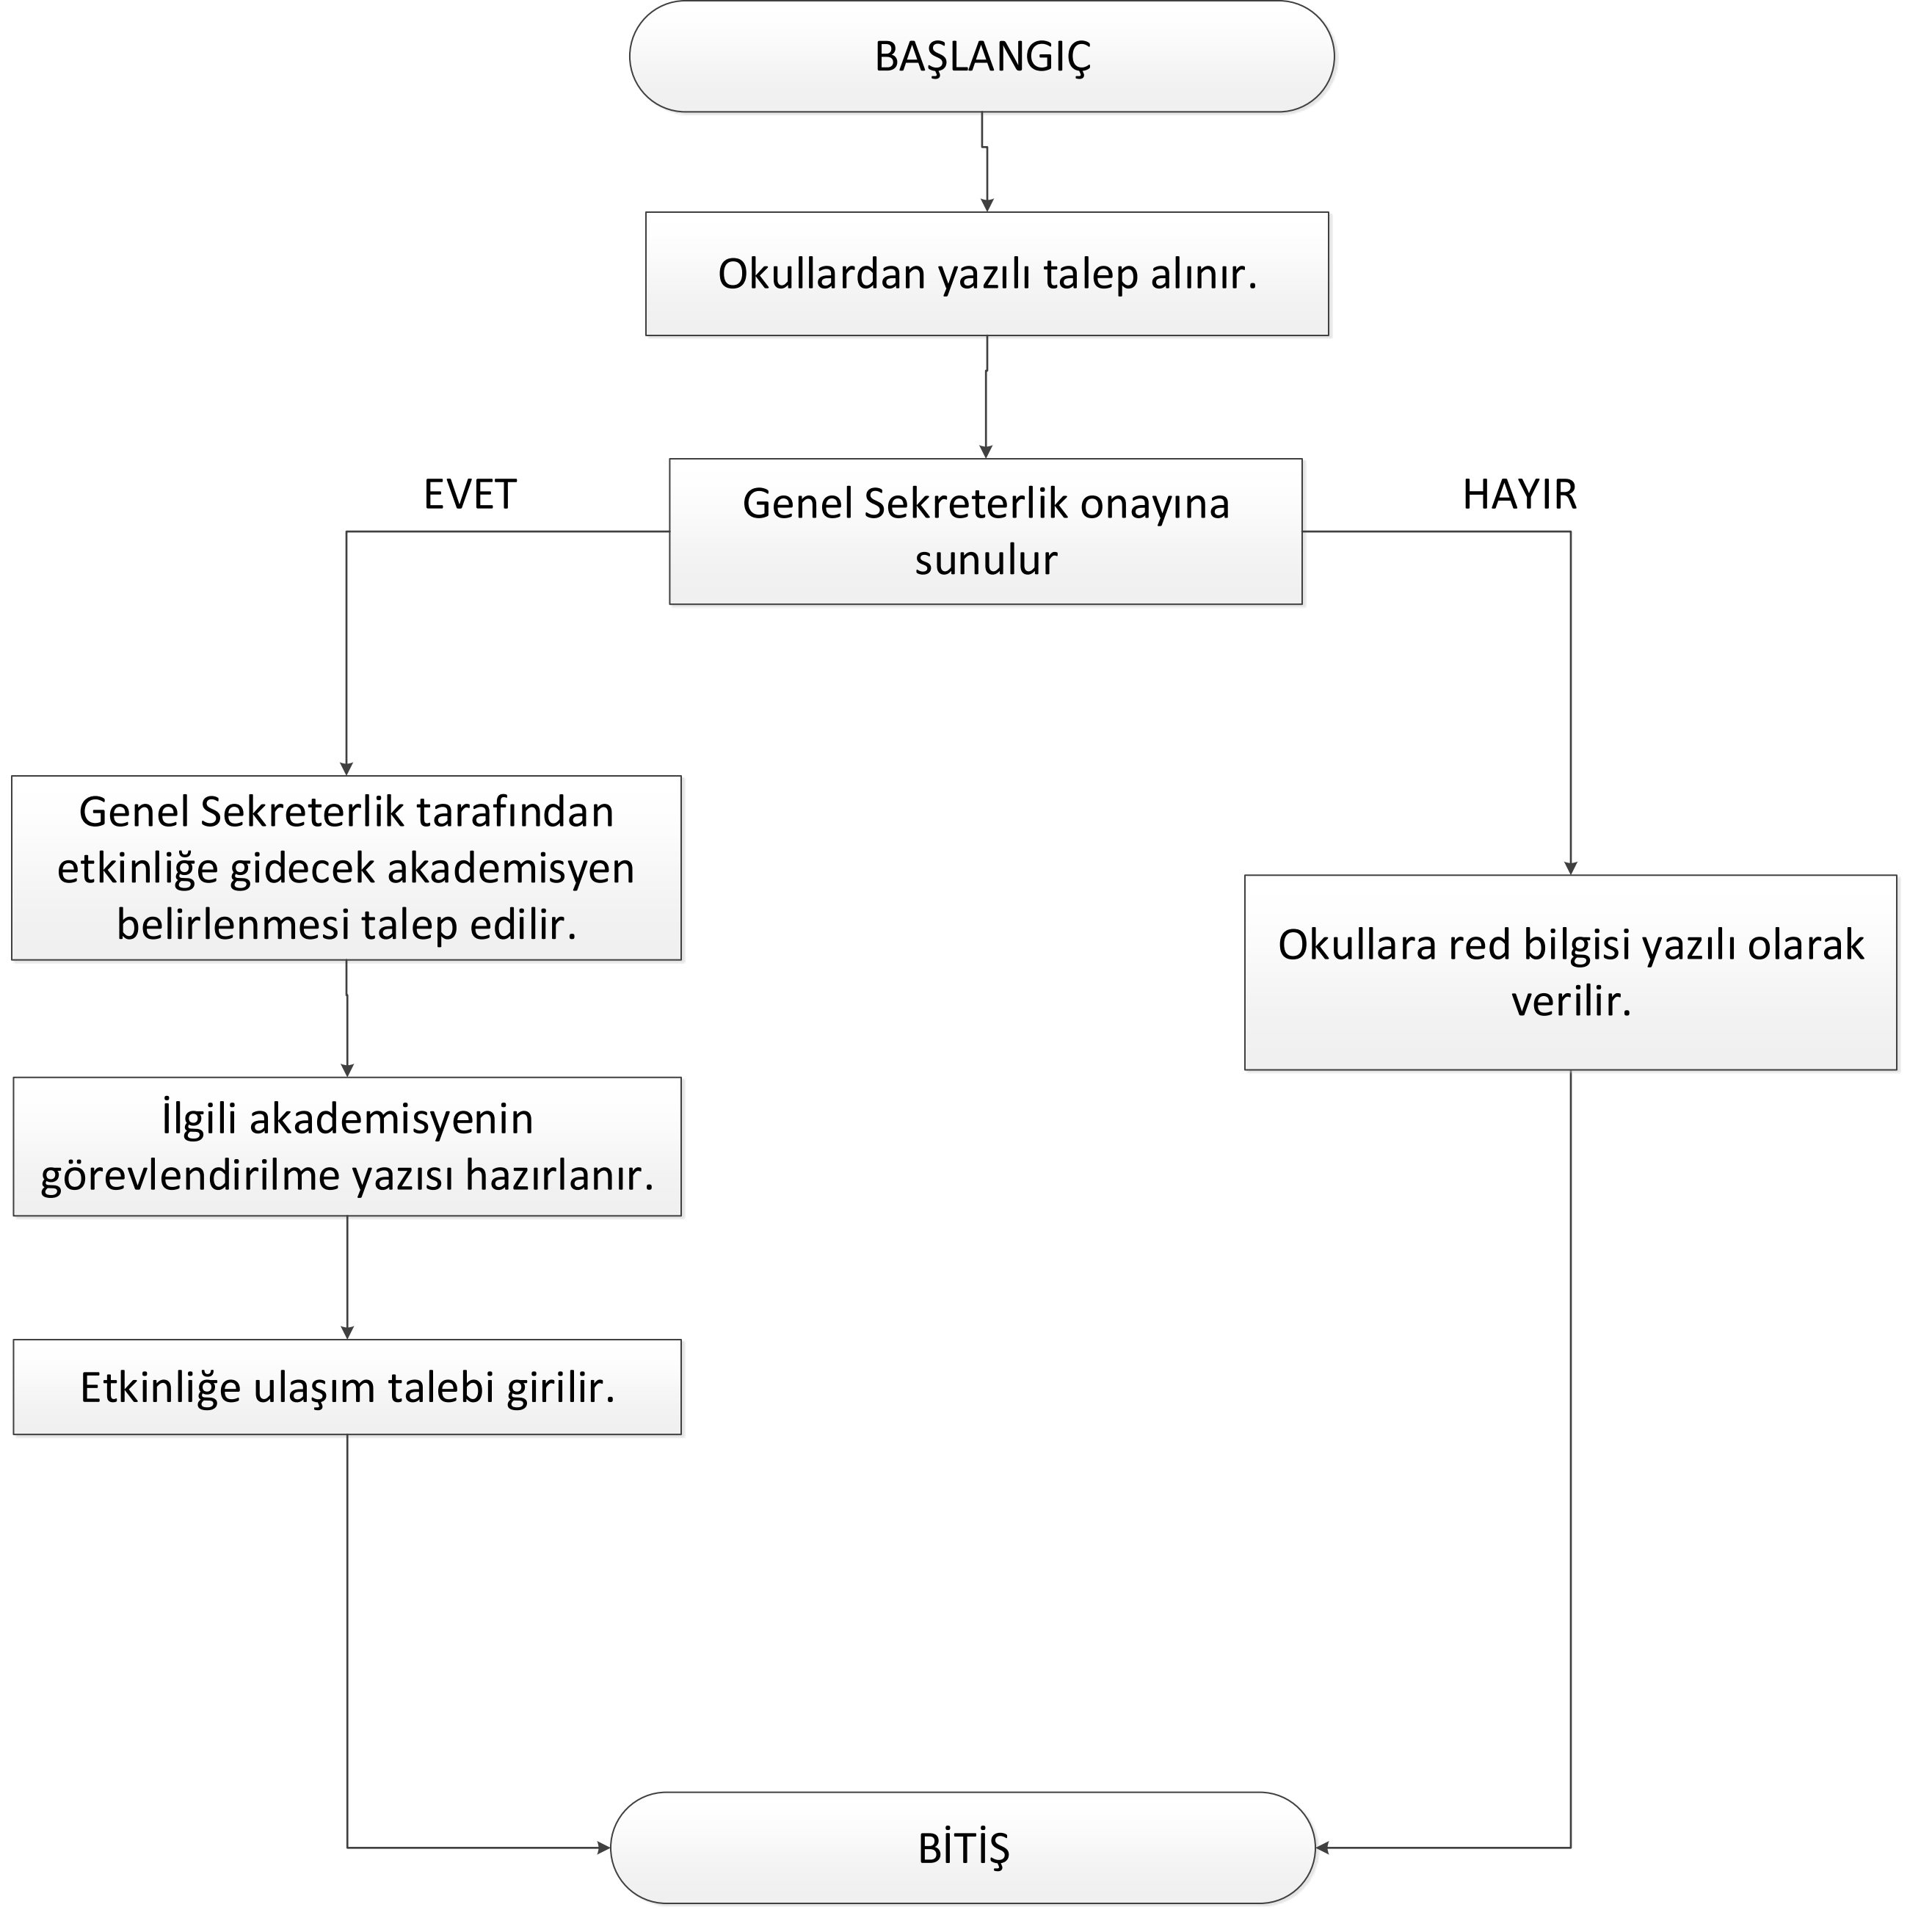 BAŞLANGIÇ
Okullardan yazılı talep alınır.
EVET
Genel Sekreterlik onayına
sunulur
HAYIR
Genel Sekreterlik tarafından
etkinliğe gidecek akademisyen
belirlenmesi talep edilir.
Okullara red bilgisi yazılı olarak
verilir.
İlgili akademisyenin
görevlendirilme yazısı hazırlanır.
Etkinliğe ulaşım talebi girilir.
BİTİŞ